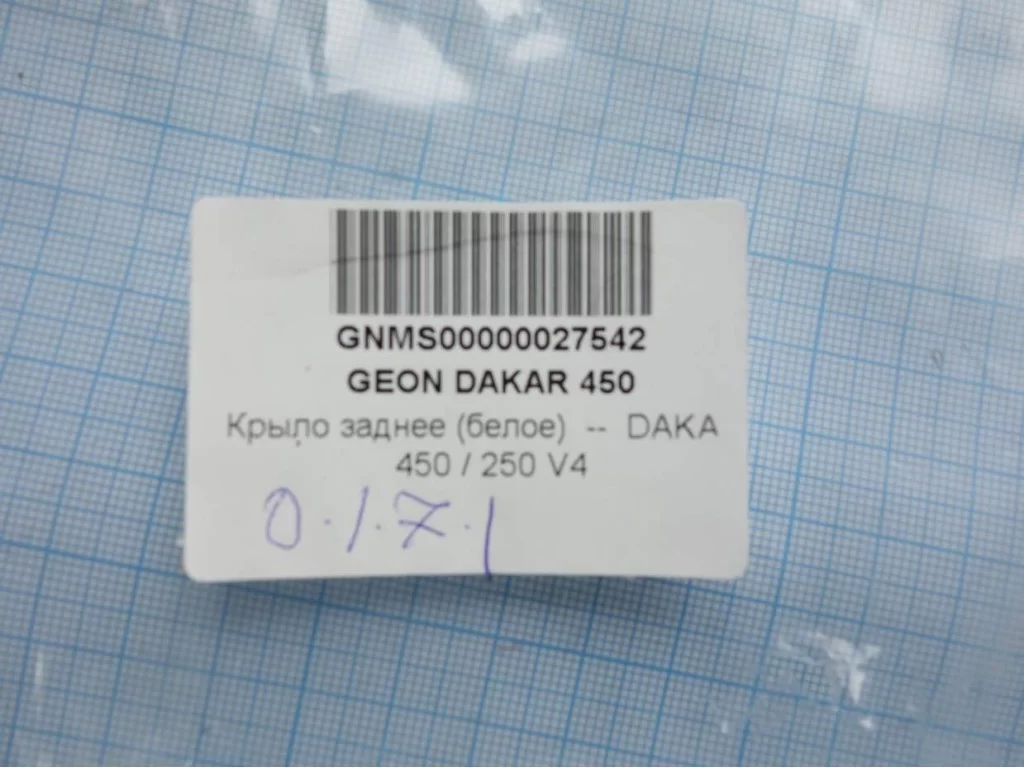 GNMS00000027542
GEON DAKAR 450
Крыло заднее (белое) -- DAKA
450 / 250 V4
0.1.7.1